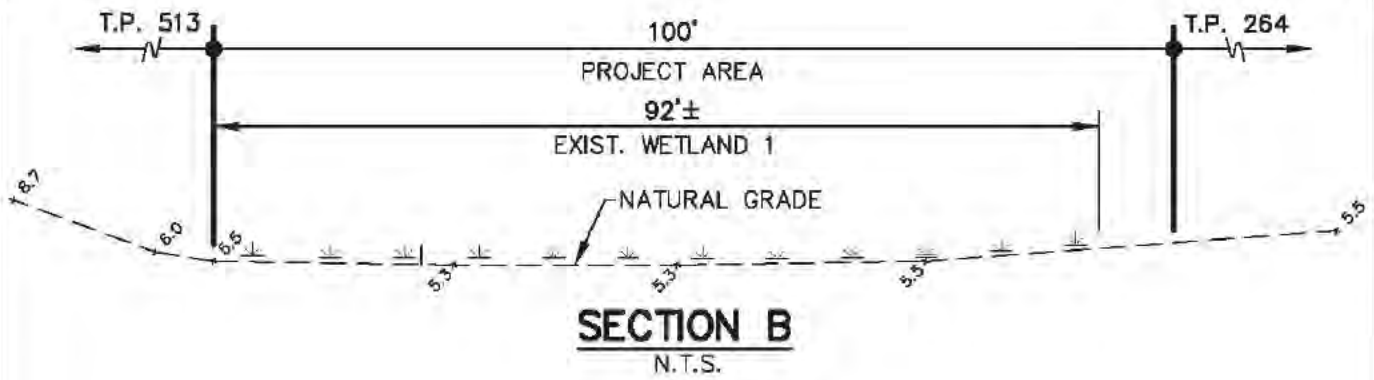 T.P. 513
100'
T.P. 264
PROJECT AREA
92'±
EXIST. WETLAND 1
NATURAL GRADE
8.7
6.0
6.5
5.3
5.3
5.5
5.5
SECTION B
N.T.S.